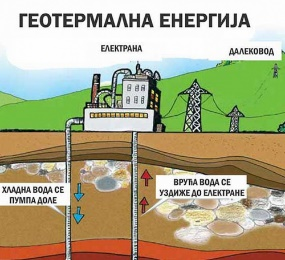 ГЕОТЕРМАЛНА ЕНЕРГИЈА
ЕЛЕКТРАНА
ДАЛЕКОВОД
ХЛАДНА ВОДА СЕ
ПУМПА ДОЛЕ
ВРУЋА ВОДА СЕ
УЗДИЖЕ ДО ЕЛЕКТРАНЕ